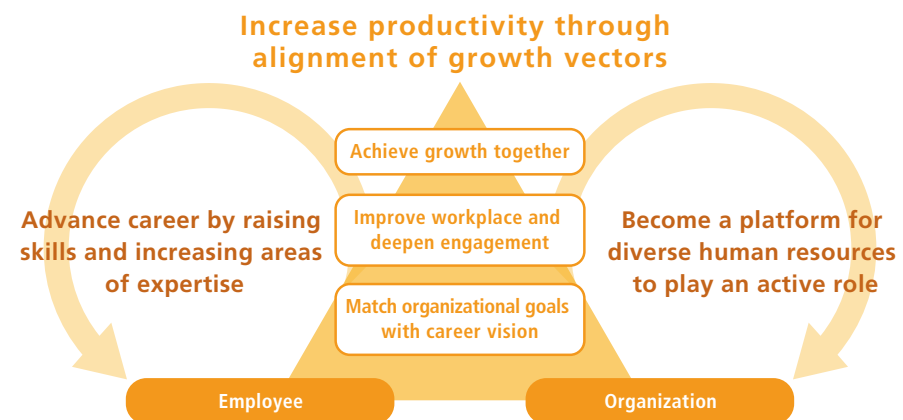 Increase productivity through
alignment of growth vectors
Achieve growth together
Advance career by raising
skills and increasing areas
of expertise
Improve workplace and
deepen engagement
Become a platform for
diverse human resources
to play an active role
Match organizational goals
with career vision
Employee
Organization